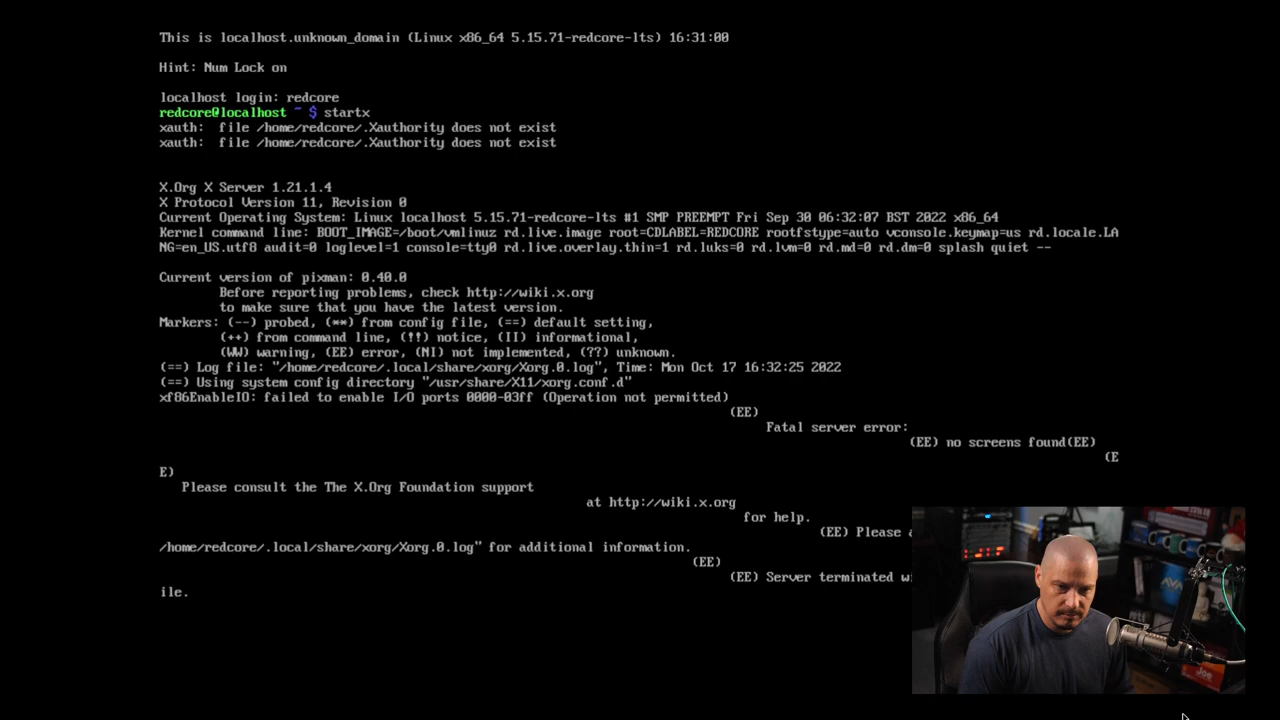 This is localhost.unknown_domain (Linux x86_64 5.15.71-redcore-lts) 16:31:00
Hint: Num Lock on
localhost login: redcore
redcore@localhost ~ $ startx
xauth:  file /home/redcore/.Xauthority does not exist
xauth:  file /home/redcore/.Xauthority does not exist
X.Org X Server 1.21.1.4
X Protocol Version 11, Revision 0
Current Operating System: Linux localhost 5.15.71-redcore-lts #1 SMP PREEMPT Fri Sep 30 06:32:07 BST 2022 x86_64
Kernel command line: BOOT_IMAGE=/boot/vmlinuz rd.live.image root=CDLABEL=REDCORE rootfstype=auto vconsole.keymap=us rd.locale.LA
NG=en_US.utf8 audit=0 loglevel=1 console=tty0 rd.live.overlay.thin=1 rd.luks=0 rd.lvm=0 rd.md=0 rd.dm=0 splash quiet --
Current version of pixman: 0.40.0
Before reporting problems, check http://wiki.x.org
to make sure that you have the latest version.
Markers: (--) probed, (**) from config file, (==) default setting,
(++) from command line, (!!) notice, (II) informational,
(WW) warning, (EE) error, (NI) not implemented, (??) unknown.
(==) Log file: "/home/redcore/.local/share/xorg/Xorg.0.log", Time: Mon Oct 17 16:32:25 2022
(==) Using system config directory "/usr/share/X11/xorg.conf.d"
xf86EnableIO: failed to enable I/O ports 0000-03ff (Operation not permitted)
(EE)
Fatal server error:
(EE) no screens found(EE)
(E
E)
Please consult the The X.Org Foundation support
at http://wiki.x.org
for help.
(EE) Please
/home/redcore/.local/share/xorg/Xorg.0.log" for additional information.
(EE)
(EE) Server terminated
ile.
Joe